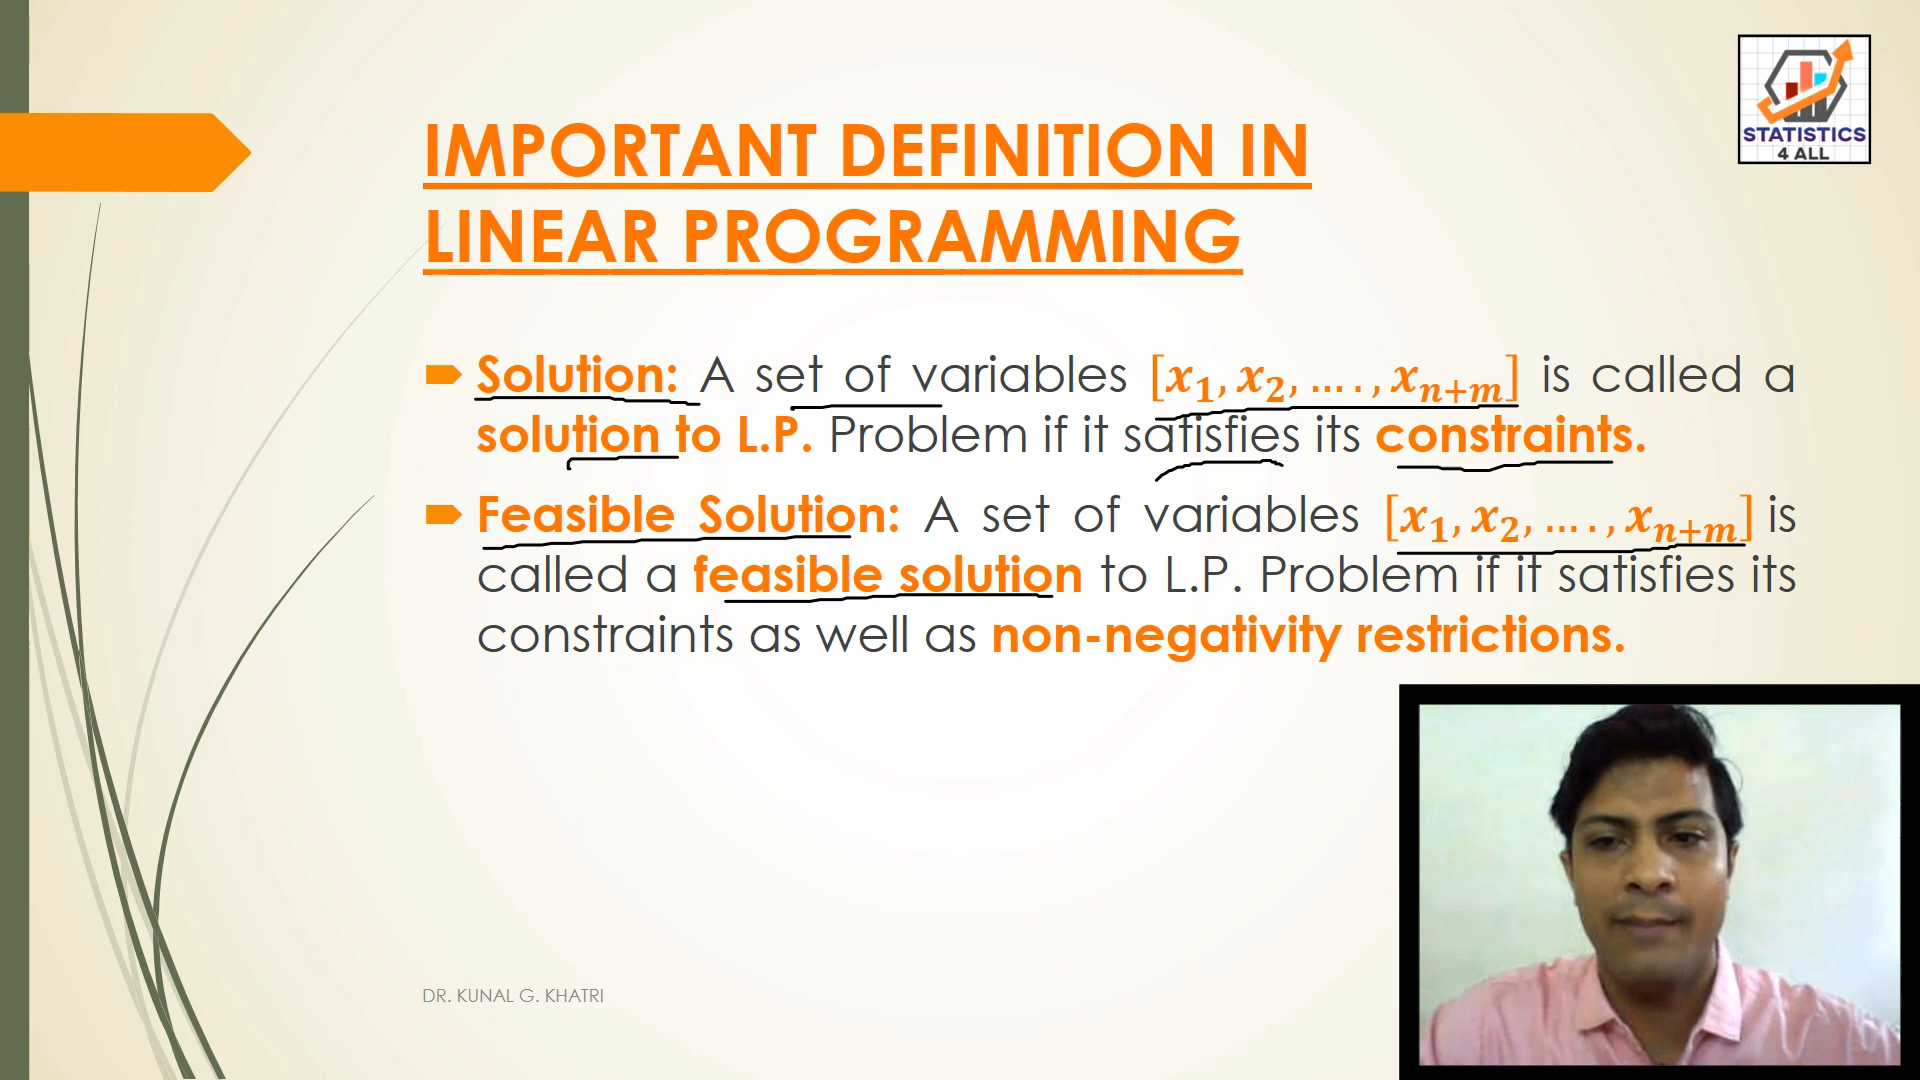 STATISTICS
4 ALL
IMPORTANT DEFINITION IN
LINEAR PROGRAMMING
Solution: A set of variables [x₁, x₂, … . , xₙ₊ₘ] is called a
solution to L.P. Problem if it satisfies its constraints.
Feasible Solution: A set of variables [x₁, x₂, … . , xₙ₊ₘ] is
called a feasible solution to L.P. Problem if it satisfies its
constraints as well as non-negativity restrictions.
DR. KUNAL G. KHATRI